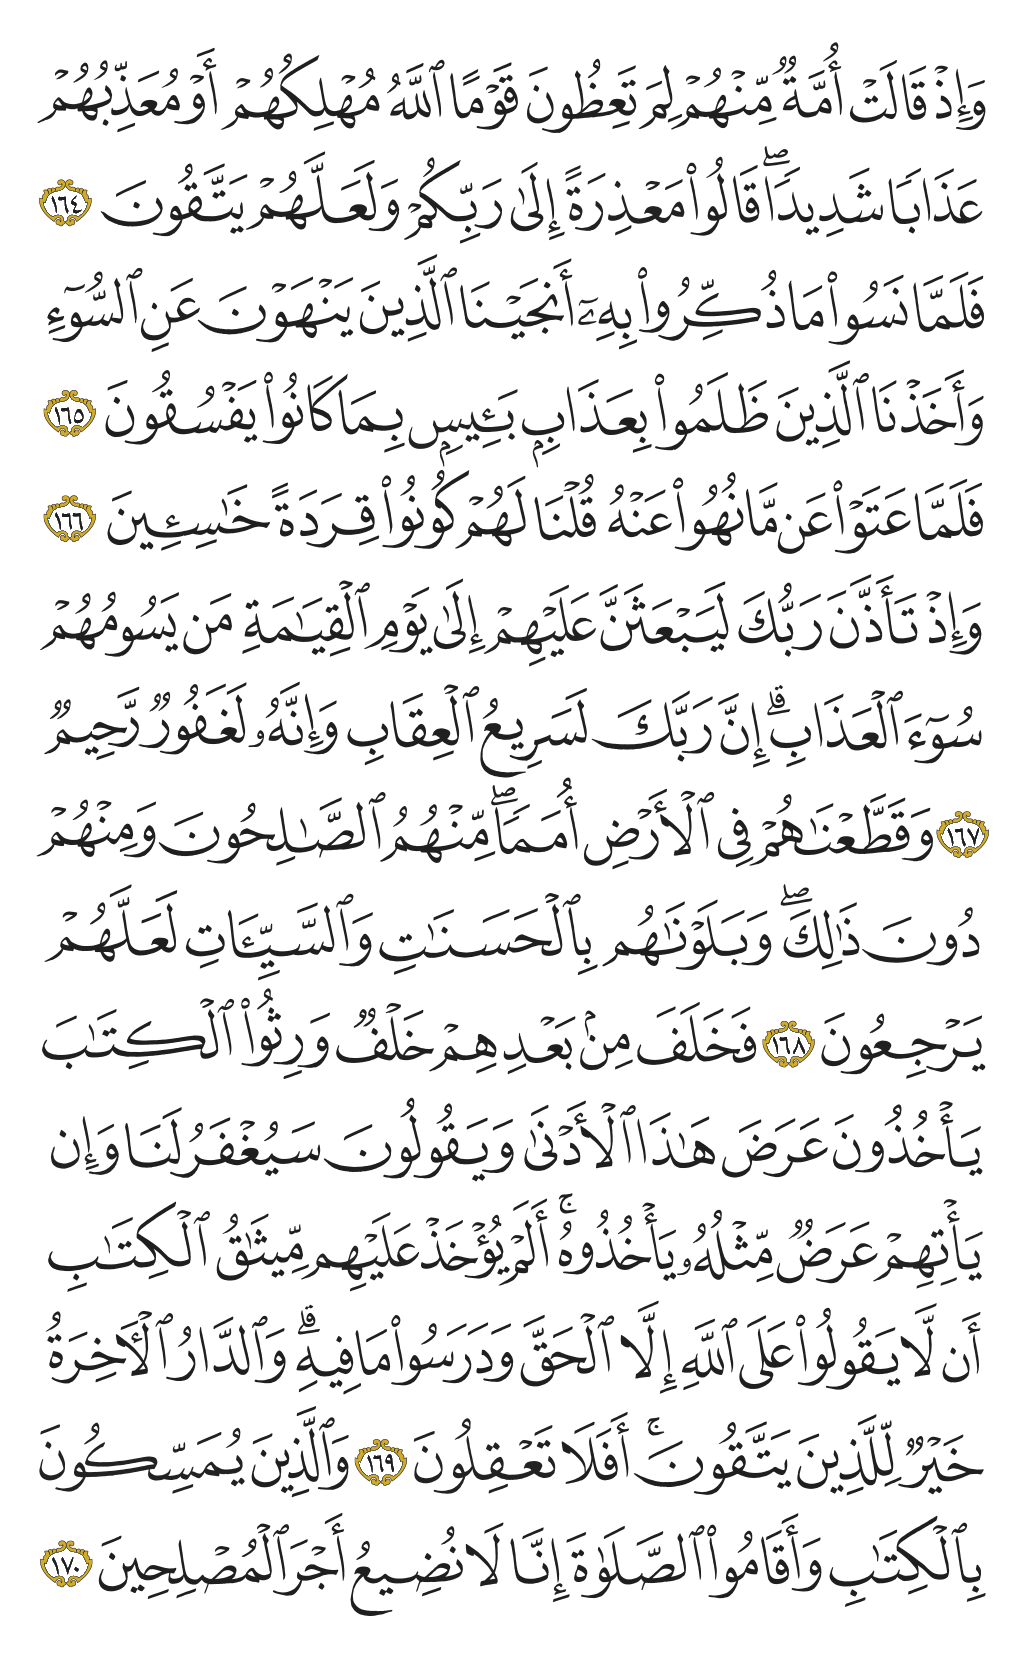 وَإِذۡ قَالَتۡ أُمَّةٞ مِّنۡهُمۡ لِمَ تَعِظُونَ قَوۡمًا ٱللَّهُ مُهۡلِكُهُمۡ أَوۡ مُعَذِّبُهُمۡ
عَذَابٗا شَدِيدٗاۖ قَالُواْ مَعۡذِرَةً إِلَىٰ رَبِّكُمۡ وَلَعَلَّهُمۡ يَتَّقُونَ ١٦٤
فَلَمَّا نَسُواْ مَا ذُكِّرُواْ بِهِۦٓ أَنجَيۡنَا ٱلَّذِينَ يَنۡهَوۡنَ عَنِ ٱلسُّوٓءِ
وَأَخَذۡنَا ٱلَّذِينَ ظَلَمُواْ بِعَذَابِۭ بَـِٔيسِۭ بِمَا كَانُواْ يَفۡسُقُونَ ١٦٥
فَلَمَّا عَتَوۡاْ عَن مَّا نُهُواْ عَنۡهُ قُلۡنَا لَهُمۡ كُونُواْ قِرَدَةً خَٰسِـِٔينَ ١٦٦
وَإِذۡ تَأَذَّنَ رَبُّكَ لَيَبۡعَثَنَّ عَلَيۡهِمۡ إِلَىٰ يَوۡمِ ٱلۡقِيَٰمَةِ مَن يَسُومُهُمۡ
سُوٓءَ ٱلۡعَذَابِۗ إِنَّ رَبَّكَ لَسَرِيعُ ٱلۡعِقَابِ وَإِنَّهُۥ لَغَفُورٞ رَّحِيمٞ
١٦٧ وَقَطَّعۡنَٰهُمۡ فِي ٱلۡأَرۡضِ أُمَمٗاۖ مِّنۡهُمُ ٱلصَّٰلِحُونَ وَمِنۡهُمۡ
دُونَ ذَٰلِكَۖ وَبَلَوۡنَٰهُم بِٱلۡحَسَنَٰتِ وَٱلسَّيِّـَٔاتِ لَعَلَّهُمۡ
يَرۡجِعُونَ ١٦٨ فَخَلَفَ مِنۢ بَعۡدِهِمۡ خَلۡفٞ وَرِثُواْ ٱلۡكِتَٰبَ
يَأۡخُذُونَ عَرَضَ هَٰذَا ٱلۡأَدۡنَىٰ وَيَقُولُونَ سَيُغۡفَرُ لَنَا وَإِن
يَأۡتِهِمۡ عَرَضٞ مِّثۡلُهُۥ يَأۡخُذُوهُۚ أَلَمۡ يُؤۡخَذۡ عَلَيۡهِم مِّيثَٰقُ ٱلۡكِتَٰبِ
أَن لَّا يَقُولُواْ عَلَى ٱللَّهِ إِلَّا ٱلۡحَقَّ وَدَرَسُواْ مَا فِيهِۗ وَٱلدَّارُ ٱلۡأٓخِرَةُ
خَيۡرٞ لِّلَّذِينَ يَتَّقُونَۚ أَفَلَا تَعۡقِلُونَ ١٦٩ وَٱلَّذِينَ يُمَسِّكُونَ
بِٱلۡكِتَٰبِ وَأَقَامُواْ ٱلصَّلَوٰةَ إِنَّا لَا نُضِيعُ أَجۡرَ ٱلۡمُصۡلِحِينَ ١٧٠